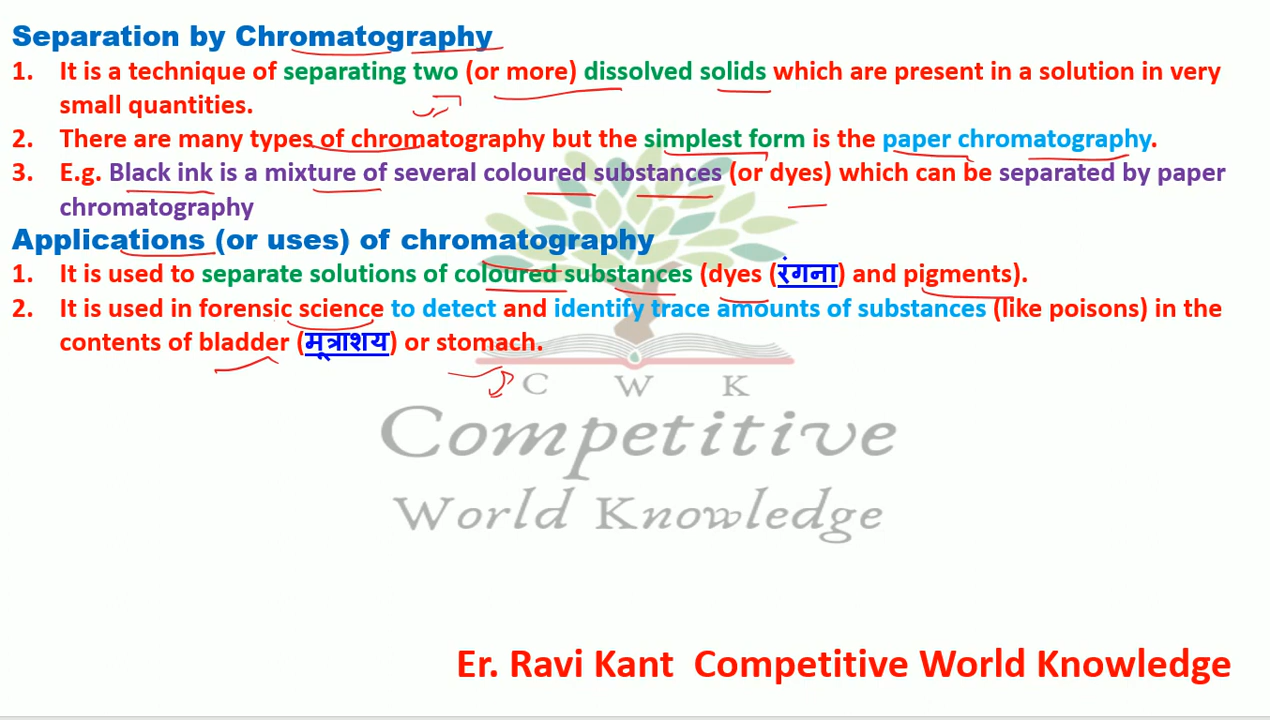 Separation by Chromatography
1. It is a technique of separating two (or more) dissolved solids which are present in a solution in very
small quantities.
2. There are many types of chromatography but the simplest form is the paper chromatography.
3. E.g. Black ink is a mixture of several coloured substances (or dyes) which can be separated by paper
chromatography
Applications (or uses) of chromatography
1. It is used to separate solutions of coloured substances (dyes (रंगना) and pigments).
2. It is used in forensic science to detect and identify trace amounts of substances (like poisons) in the
contents of bladder (मूत्राशय) or stomach.
C W K
Competitive
World Knowledge
Er. Ravi Kant Competitive World Knowledge